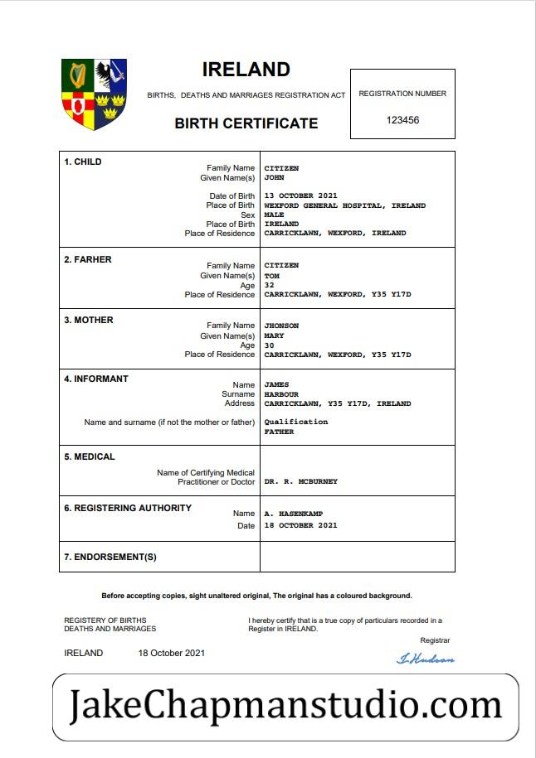 IRELAND
BIRTHS, DEATHS AND MARRIAGES REGISTRATION ACT
BIRTH CERTIFICATE
REGISTRATION NUMBER
123456
1. CHILD
Family Name CITIZEN
Given Name(s) JOHN
Date of Birth 13 OCTOBER 2021
Place of Birth WEXFORD GENERAL HOSPITAL, IRELAND
Sex MALE
Place of Birth IRELAND
Place of Residence CARRICKLAWN, WEXFORD, IRELAND
2. FARHER
Family Name CITIZEN
Given Name(s) TOM
Age 32
Place of Residence CARRICKLAWN, WEXFORD, Y35 Y17D
3. MOTHER
Family Name JHONSON
Given Name(s) MARY
Age 30
Place of Residence CARRICKLAWN, WEXFORD, Y35 Y17D
4. INFORMANT
Name JAMES
Surname HARBOUR
Address CARRICKLAWN, Y35 Y17D, IRELAND
Name and surname (if not the mother or father) Qualification
FATHER
5. MEDICAL
Name of Certifying Medical
Practitioner or Doctor DR. R. MCBURNEY
6. REGISTERING AUTHORITY
Name A. HASENKAMP
Date 18 OCTOBER 2021
7. ENDORSEMENT(S)
Before accepting copies, sight unaltered original, The original has a coloured background.
REGISTERY OF BIRTHS
DEATHS AND MARRIAGES
I hereby certify that is a true copy of particulars recorded in a
Register in IRELAND.
Registrar
IRELAND 18 October 2021
I. Hudson
JakeChapmanstudio.com